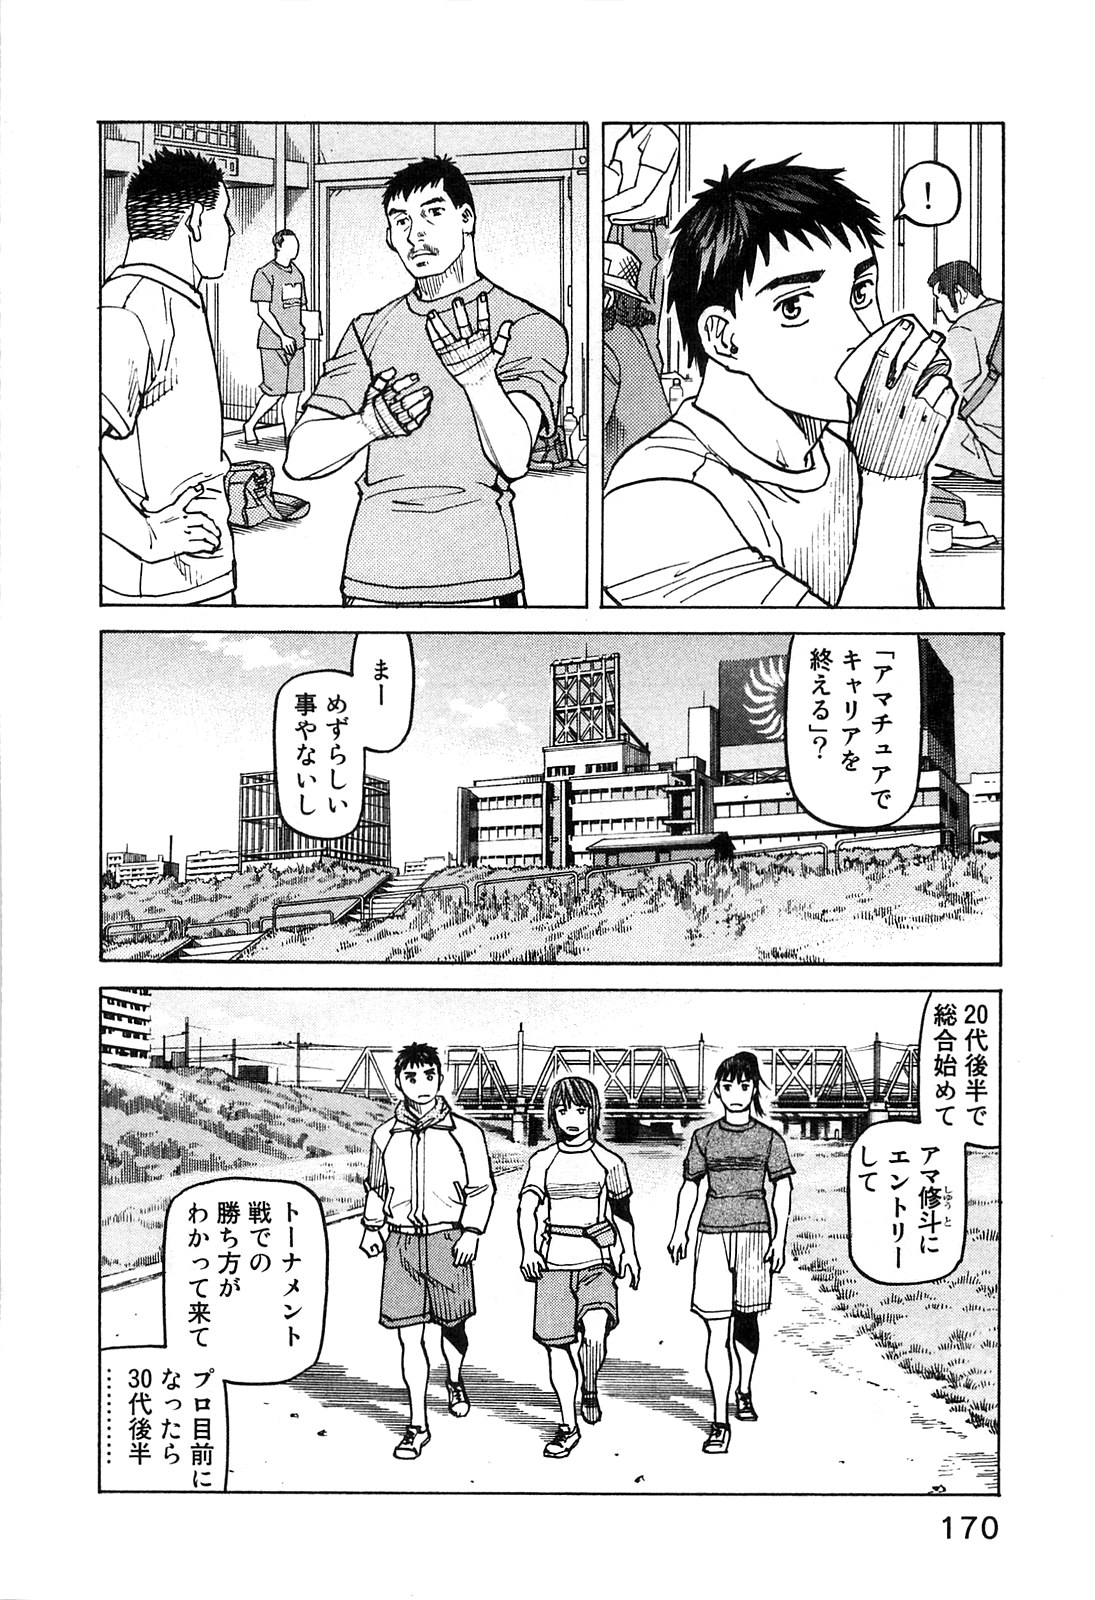 ！
「アマチュアで
キャリアを
終える」？
まー
めずらしい
事やないし
20代後半で
総合始めて
アマ修斗に
しゅうと
エントリー
して
トーナメント
戦での
勝ち方が
わかって来て
プロ目前に
なったら
30代後半
…………
170